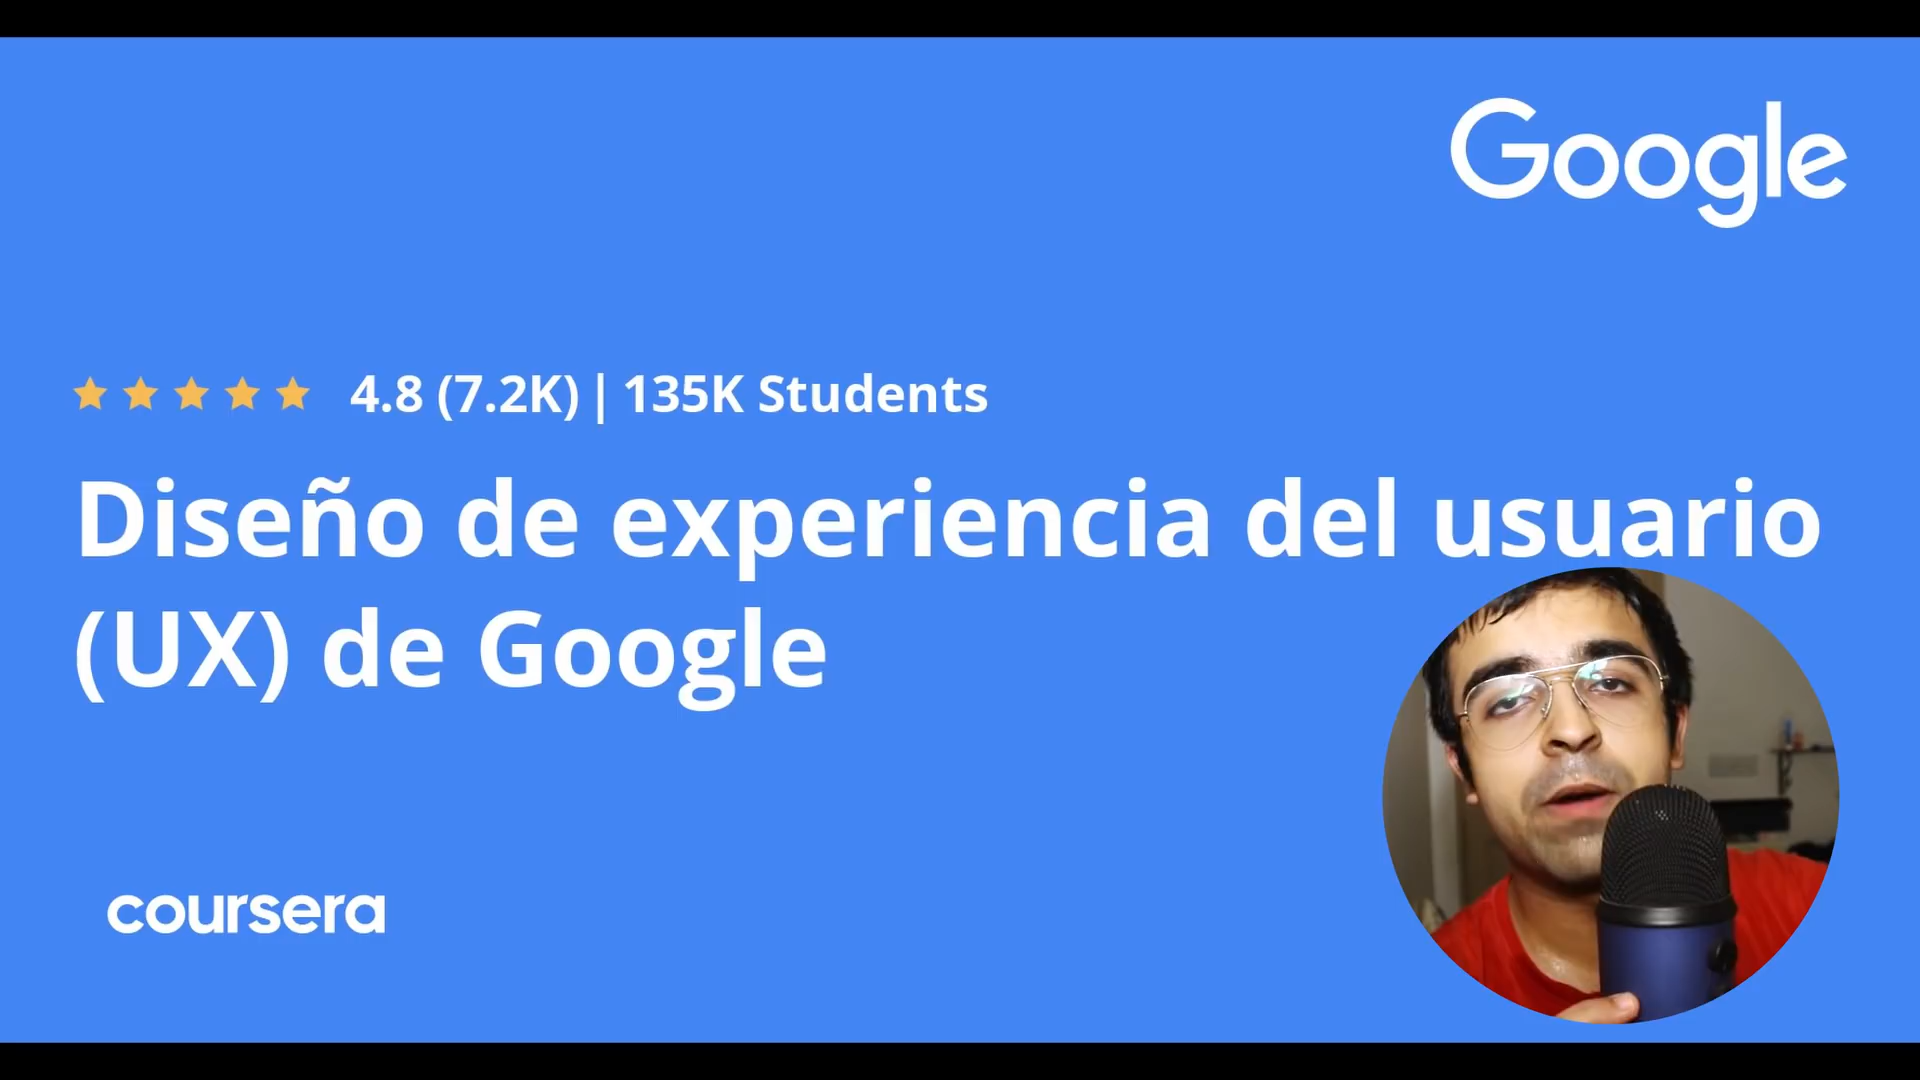 Google
4.8 (7.2K) | 135K Students
Diseño de experiencia del usuario
(UX) de Google
coursera